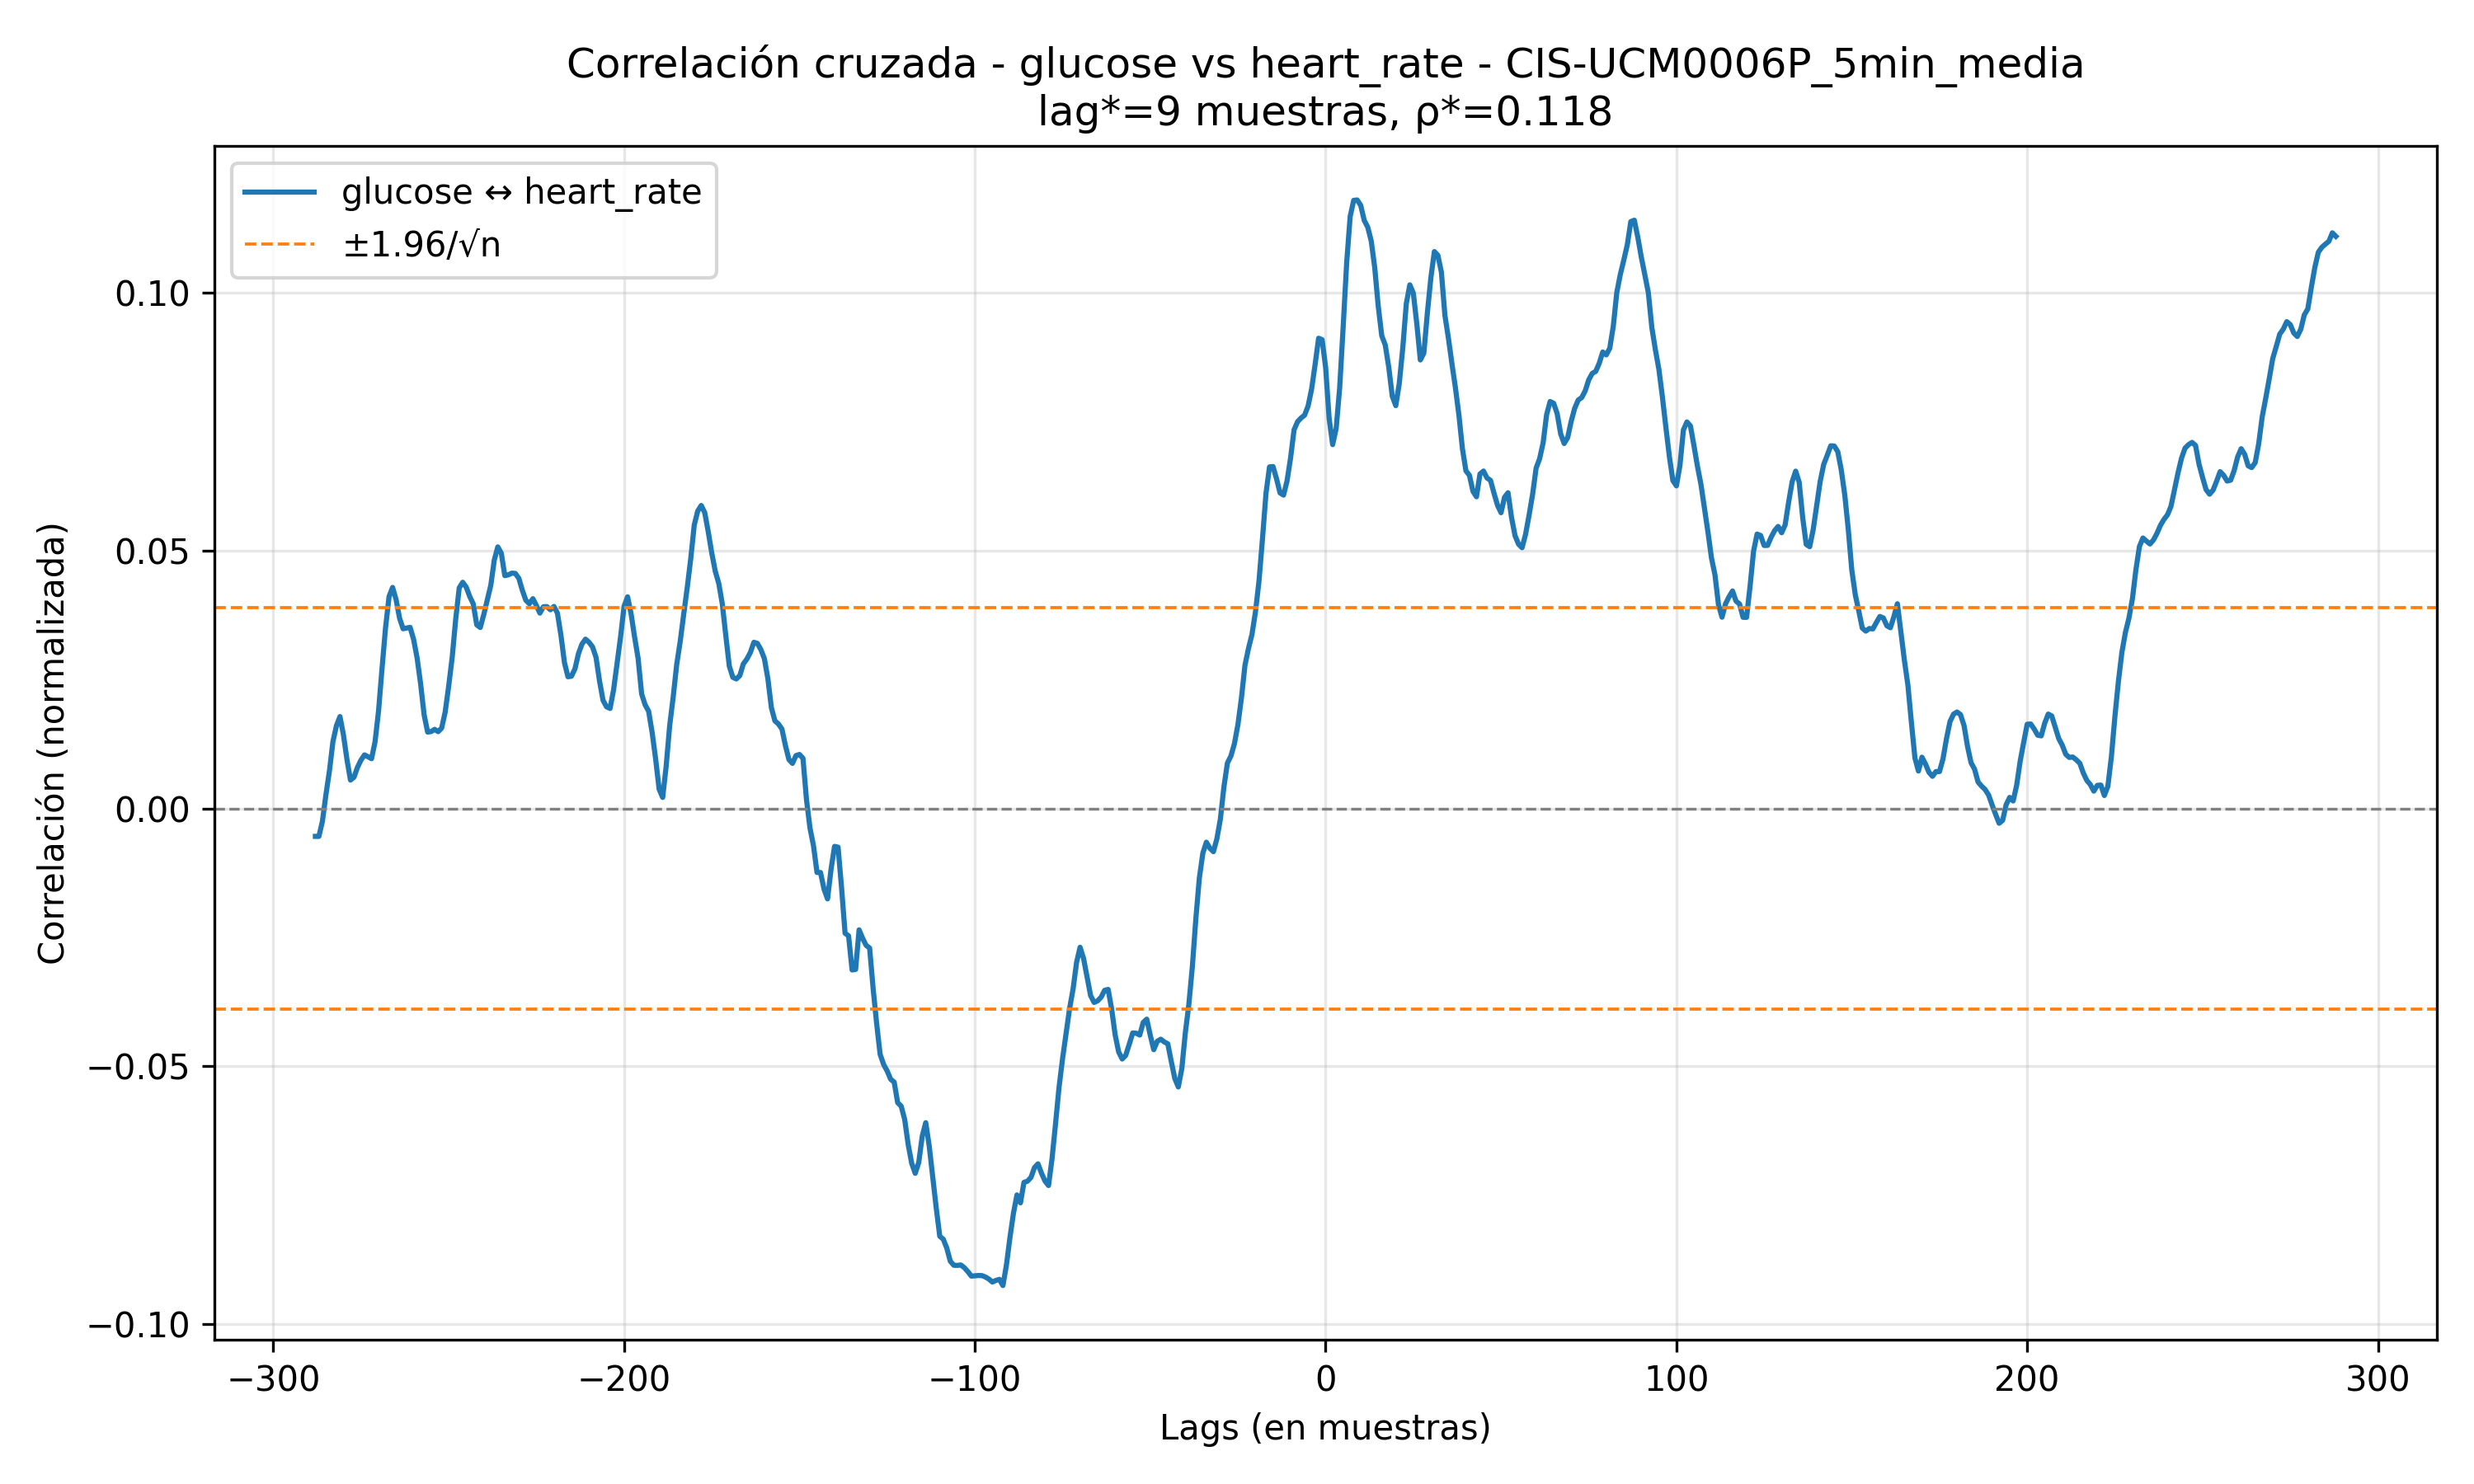 Correlación cruzada - glucose vs heart_rate - CIS-UCM0006P_5min_media
lag*=9 muestras, ρ*=0.118
glucose ↔ heart_rate
±1.96/√n
Correlación (normalizada)
0.10
0.05
0.00
−0.05
−0.10
−300
−200
−100
0
100
200
300
Lags (en muestras)